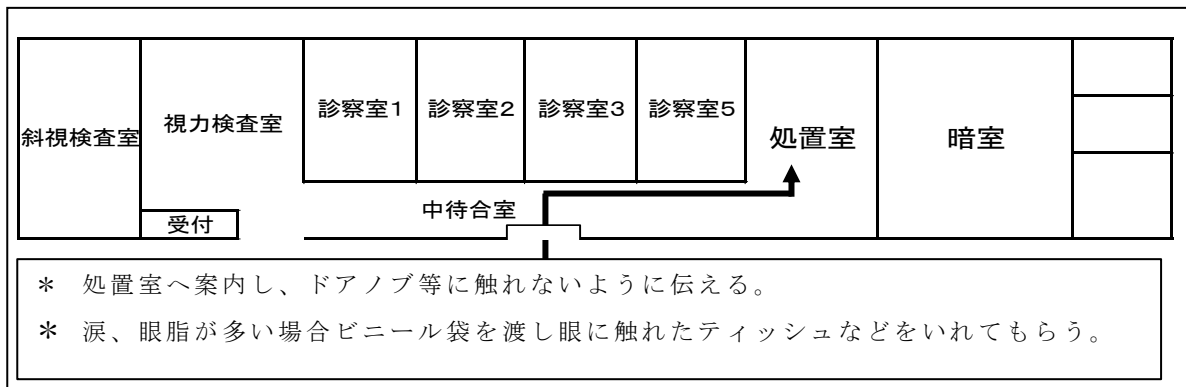 斜視検査室
視力検査室
診察室1
診察室2
診察室3
診察室5
処置室
暗室
中待合室
受付
* 処置室へ案内し、ドアノブ等に触れないように伝える。
* 涙、眼脂が多い場合ビニール袋を渡し眼に触れたティッシュなどをいれてもらう。